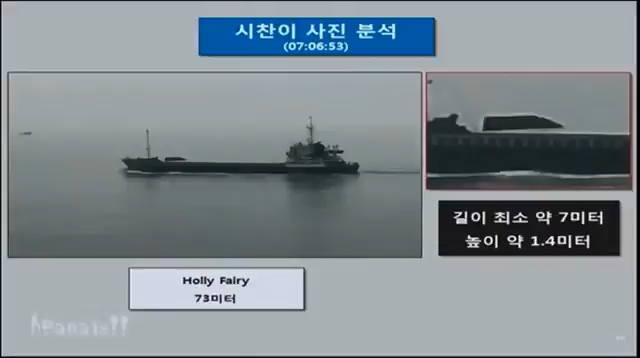 시찬이 사진 분석
(07:06:53)
길이 최소 약 7미터
높이 약 1.4미터
Holly Fairy
73미터